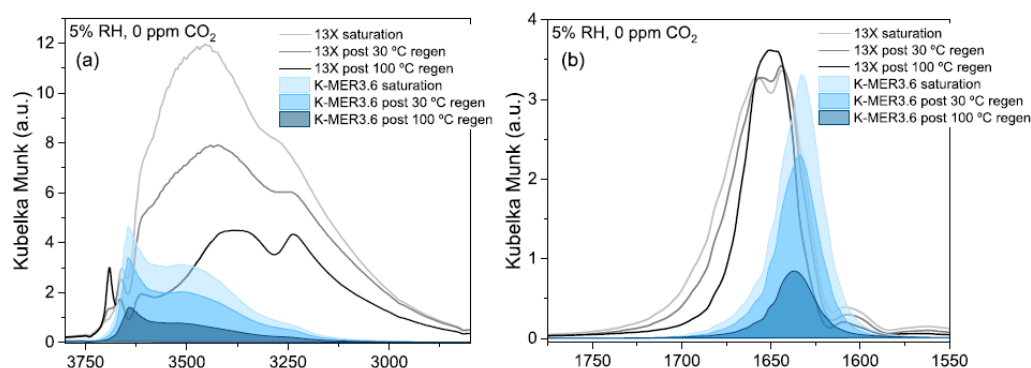 5% RH, 0 ppm CO₂
(a)
13X saturation
13X post 30 ºC regen
13X post 100 ºC regen
K-MER3.6 saturation
K-MER3.6 post 30 ºC regen
K-MER3.6 post 100 ºC regen
Kubelka Munk (a.u.)
12
10
8
6
4
2
0
3750
3500
3250
3000
5% RH, 0 ppm CO₂
(b)
13X saturation
13X post 30 ºC regen
13X post 100 ºC regen
K-MER3.6 saturation
K-MER3.6 post 30 ºC regen
K-MER3.6 post 100 ºC regen
Kubelka Munk (a.u.)
4
3
2
1
0
1750
1700
1650
1600
1550